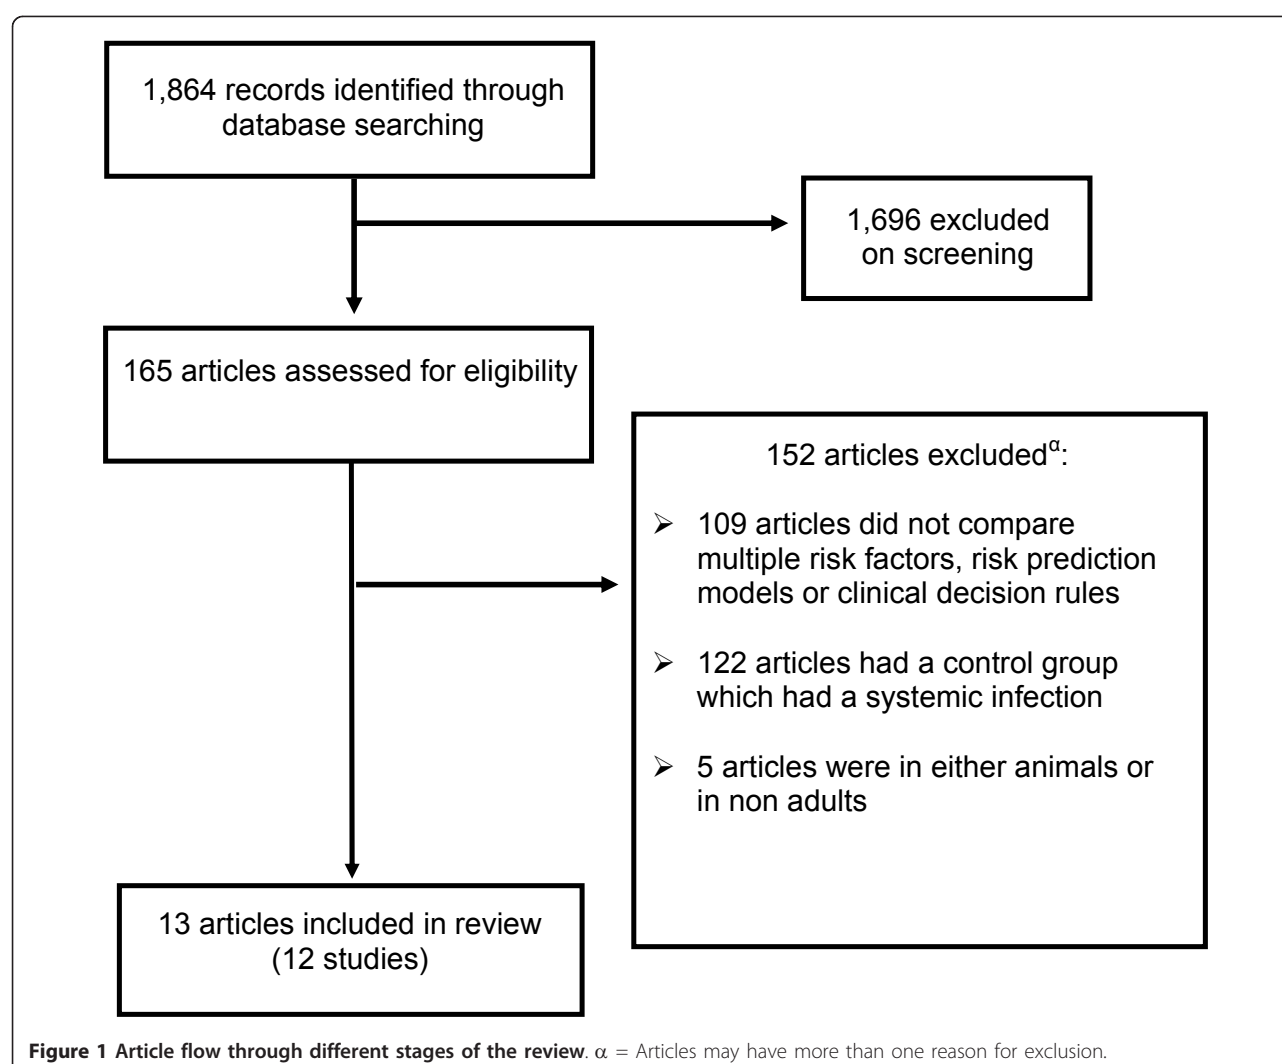 1,864 records identified through
database searching
1,696 excluded
on screening
165 articles assessed for eligibility
152 articles excludedα:
➢ 109 articles did not compare
multiple risk factors, risk prediction
models or clinical decision rules
➢ 122 articles had a control group
which had a systemic infection
➢ 5 articles were in either animals or
in non adults
13 articles included in review
(12 studies)
Figure 1 Article flow through different stages of the review. α = Articles may have more than one reason for exclusion.